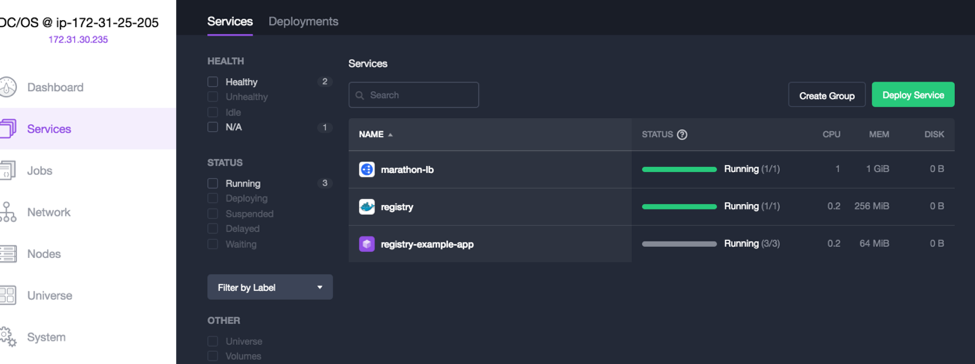 DC/OS @ ip-172-31-25-205
172.31.30.235
Dashboard
Services
Jobs
Network
Nodes
Universe
System
Services Deployments
HEALTH
Healthy 2
Unhealthy
Idle
N/A 1
STATUS
Running 3
Deploying
Suspended
Delayed
Waiting
Filter by Label
OTHER
Universe
Volumes
Services
Search
Create Group
Deploy Service
NAME STATUS CPU MEM DISK
marathon-lb Running (1/1) 1 1 GiB 0 B
registry Running (1/1) 0.2 256 MiB 0 B
registry-example-app Running (3/3) 0.2 64 MiB 0 B